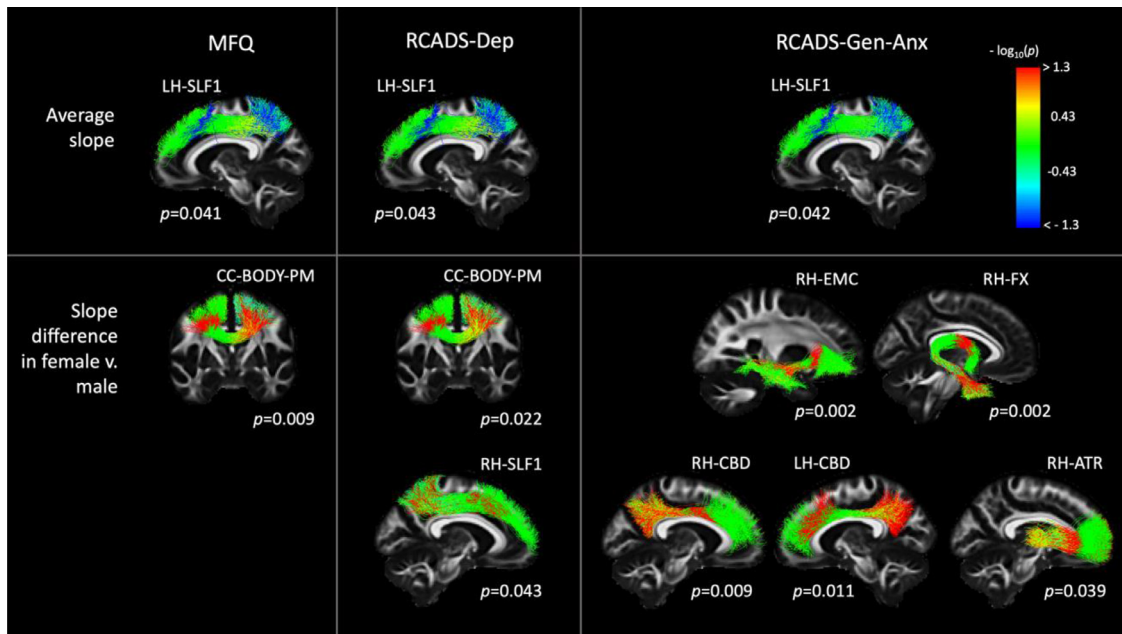 MFQ
RCADS-Dep
RCADS-Gen-Anx
- log10(p)
> 1.3
0.43
-0.43
< - 1.3
Average
slope
LH-SLF1
p=0.041
LH-SLF1
p=0.043
LH-SLF1
p=0.042
Slope
difference
in female v.
male
CC-BODY-PM
p=0.009
CC-BODY-PM
p=0.022
RH-EMC
p=0.002
RH-FX
p=0.002
RH-SLF1
p=0.043
RH-CBD
p=0.009
LH-CBD
p=0.011
RH-ATR
p=0.039